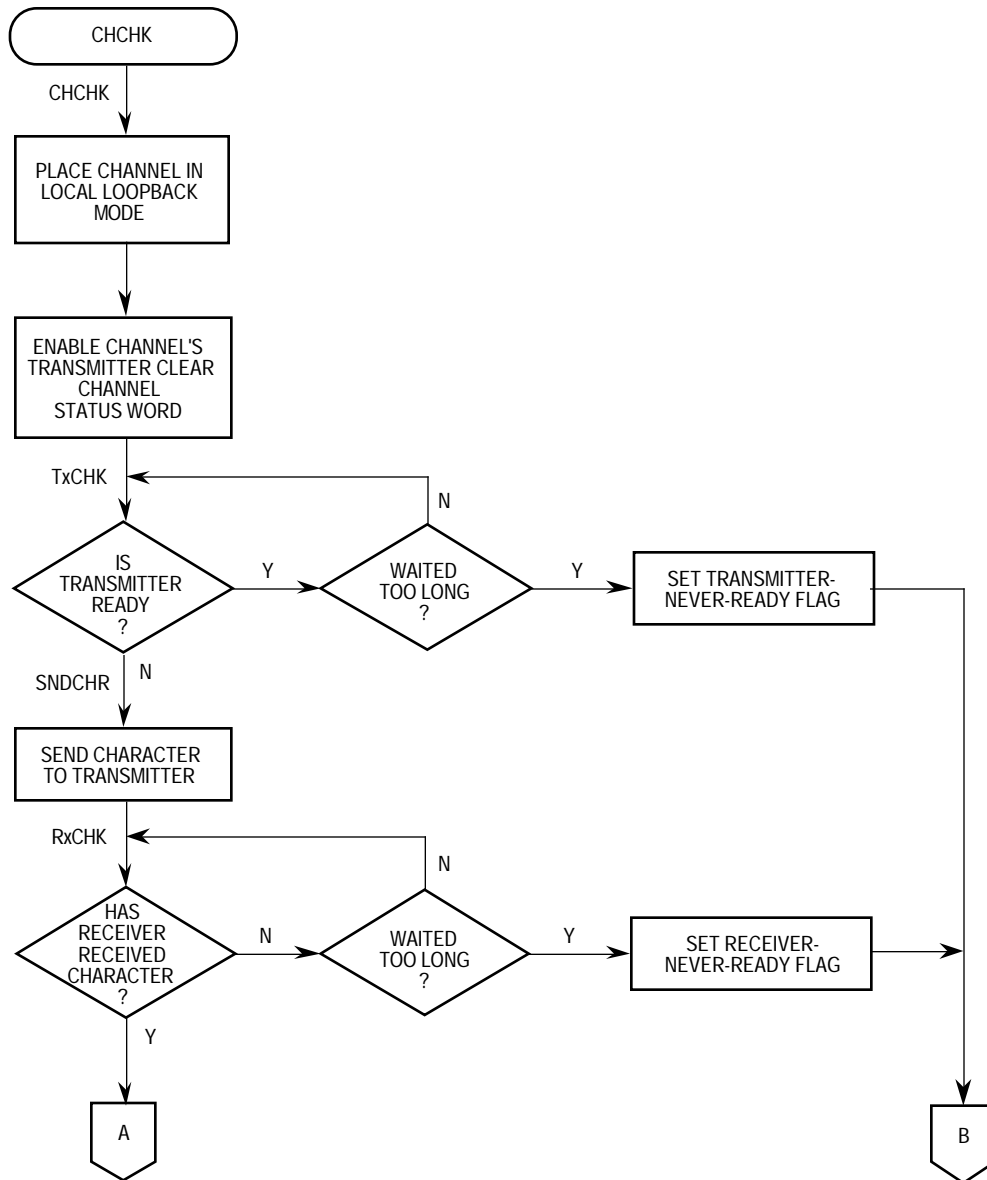 CHCHK
CHCHK
PLACE CHANNEL IN
LOCAL LOOPBACK
MODE
ENABLE CHANNEL'S
TRANSMITTER CLEAR
CHANNEL
STATUS WORD
TxCHK
N
IS
TRANSMITTER
READY
?
Y
WAITED
TOO LONG
?
Y
SET TRANSMITTER-
NEVER-READY FLAG
SNDCHR
N
SEND CHARACTER
TO TRANSMITTER
RxCHK
N
HAS
RECEIVER
RECEIVED
CHARACTER
?
N
WAITED
TOO LONG
?
Y
SET RECEIVER-
NEVER-READY FLAG
Y
A
B